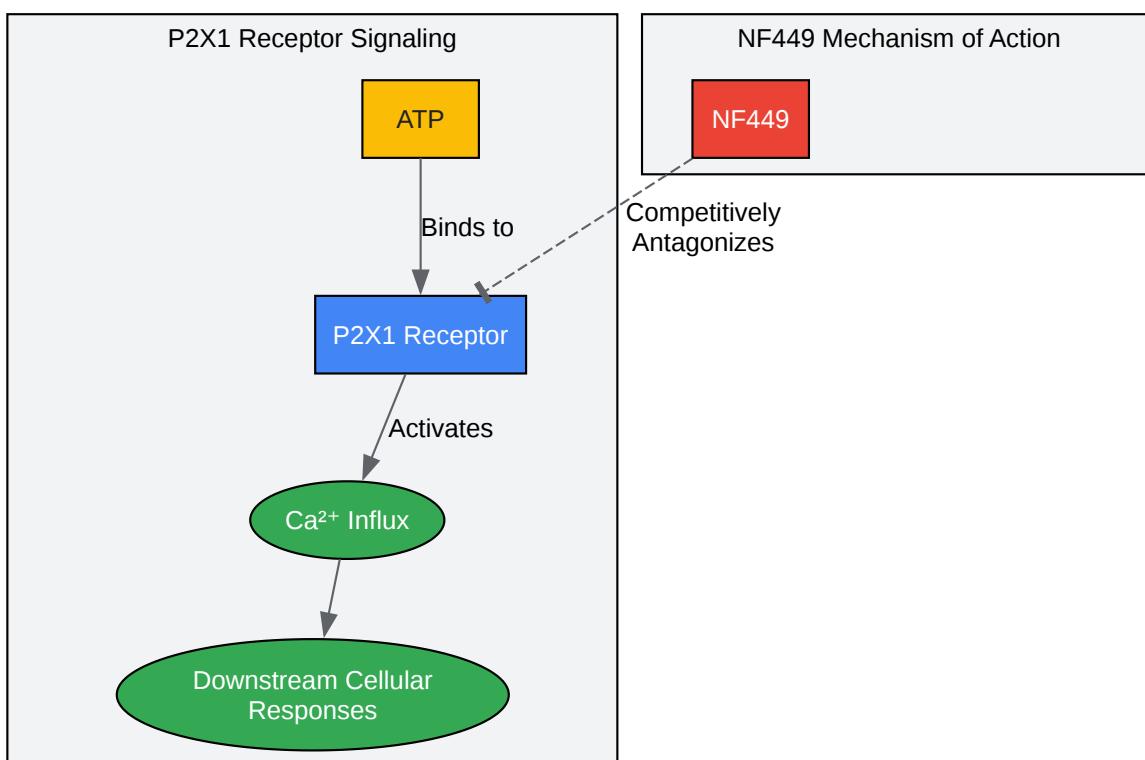 P2X1 Receptor Signaling
NF449 Mechanism of Action
ATP
NF449
Binds to
Competitively
Antagonizes
P2X1 Receptor
Activates
Ca²⁺ Influx
Downstream Cellular
Responses